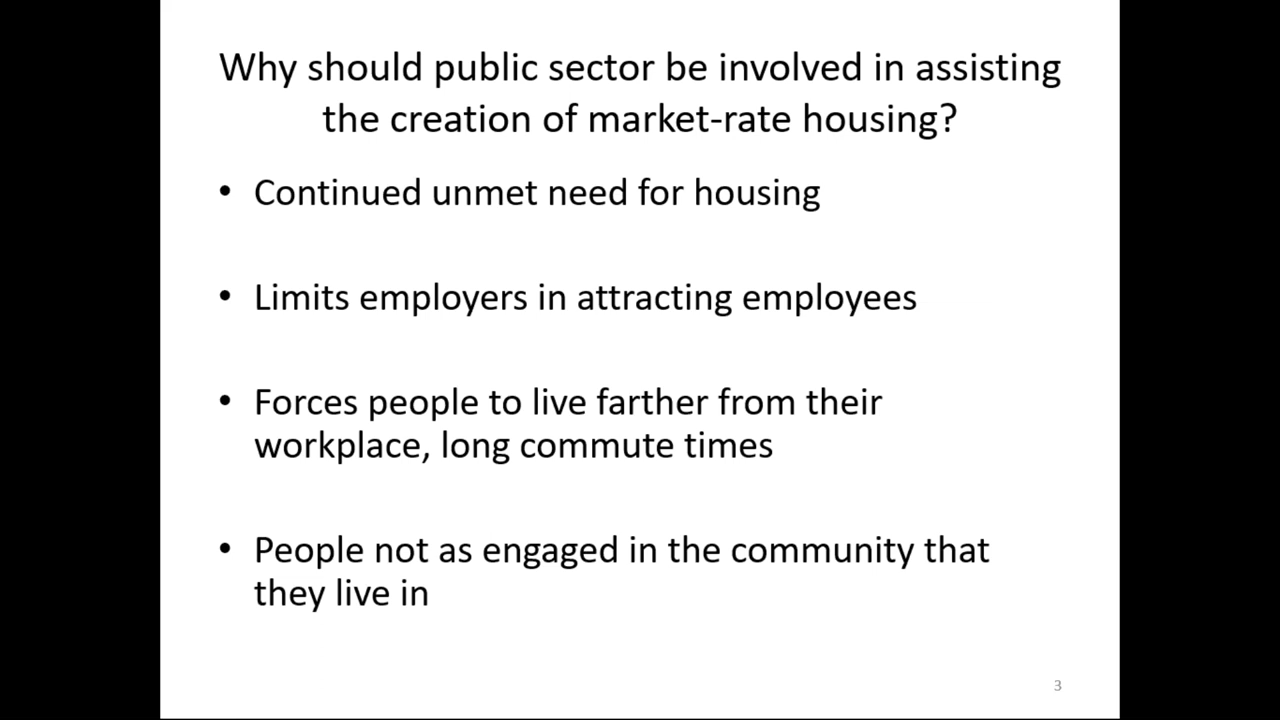 Why should public sector be involved in assisting
the creation of market-rate housing?
• Continued unmet need for housing
• Limits employers in attracting employees
• Forces people to live farther from their
workplace, long commute times
• People not as engaged in the community that
they live in
3